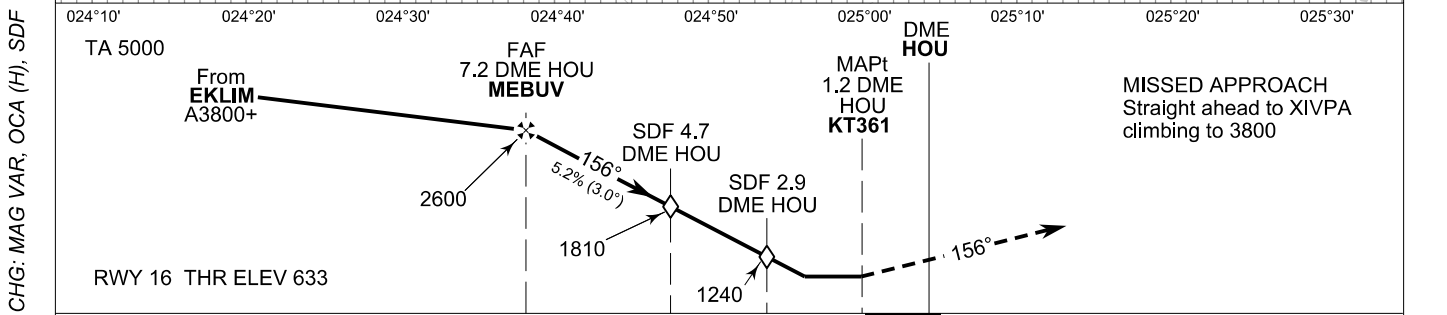 024°10' 024°20' 024°30' 024°40' 024°50' 025°00' 025°10' 025°20' 025°30'
CHG: MAG VAR, OCA (H), SDF
TA 5000
From
EKLIM
A3800+
FAF
7.2 DME HOU
MEBUV
2600
156°
5.2% (3.0°)
SDF 4.7
DME HOU
1810
SDF 2.9
DME HOU
1240
MAPt
1.2 DME
HOU
KT361
DME
HOU
156°
MISSED APPROACH
Straight ahead to XIVPA
climbing to 3800
RWY 16 THR ELEV 633